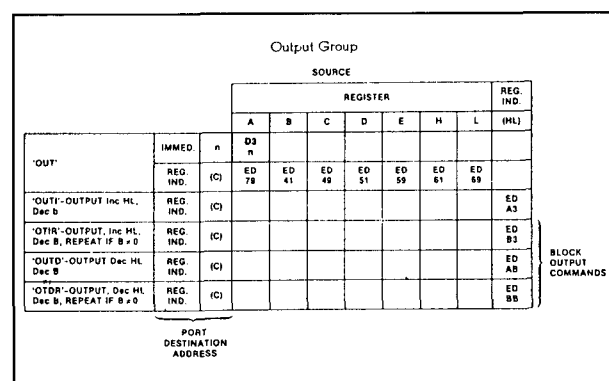 Output Group
SOURCE
REGISTER
REG.
IND.
A B C D E H L (HL)
'OUT'
IMMED. n D3
n
REG.
IND. (C) ED
79 ED
41 ED
49 ED
51 ED
59 ED
61 ED
69
'OUTI'-OUTPUT Inc HL,
Dec b
REG.
IND. (C) ED
A3
'OTIR'-OUTPUT, Inc HL,
Dec B, REPEAT IF B≠0
REG.
IND. (C) ED
B3
'OUTD'-OUTPUT Dec HL
Dec B
REG.
IND. (C) ED
AB
'OTDR'-OUTPUT, Dec HL
Dec B, REPEAT IF B≠0
REG.
IND. (C) ED
BB
BLOCK
OUTPUT
COMMANDS
PORT
DESTINATION
ADDRESS